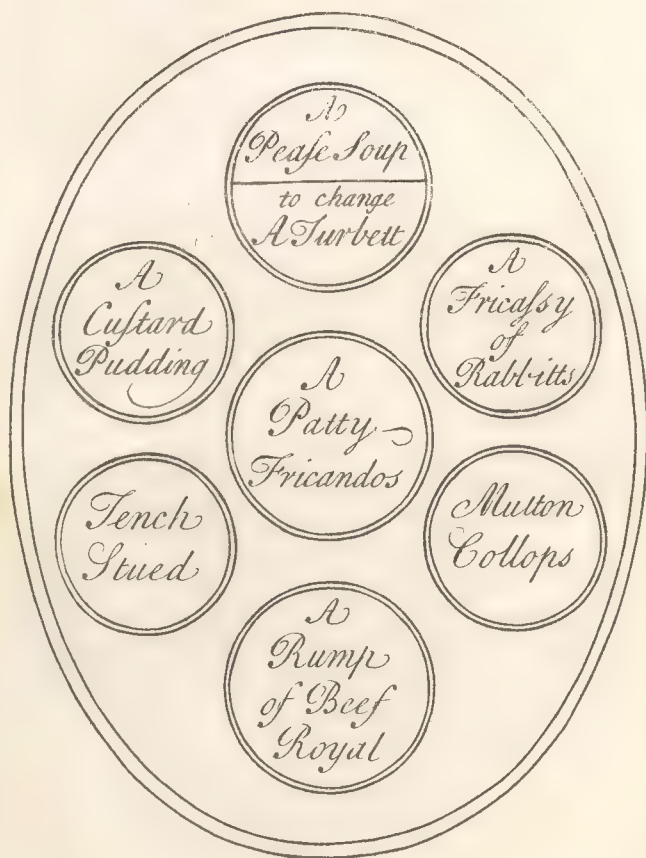 A
Peaſe Soup
to change
A Turbett
A
Cuſtard
Pudding
A
Fricaſsy
of
Rabbitts
A
Patty
Fricandos
Tench
Stued
Mutton
Collops
A
Rump
of Beef
Royal